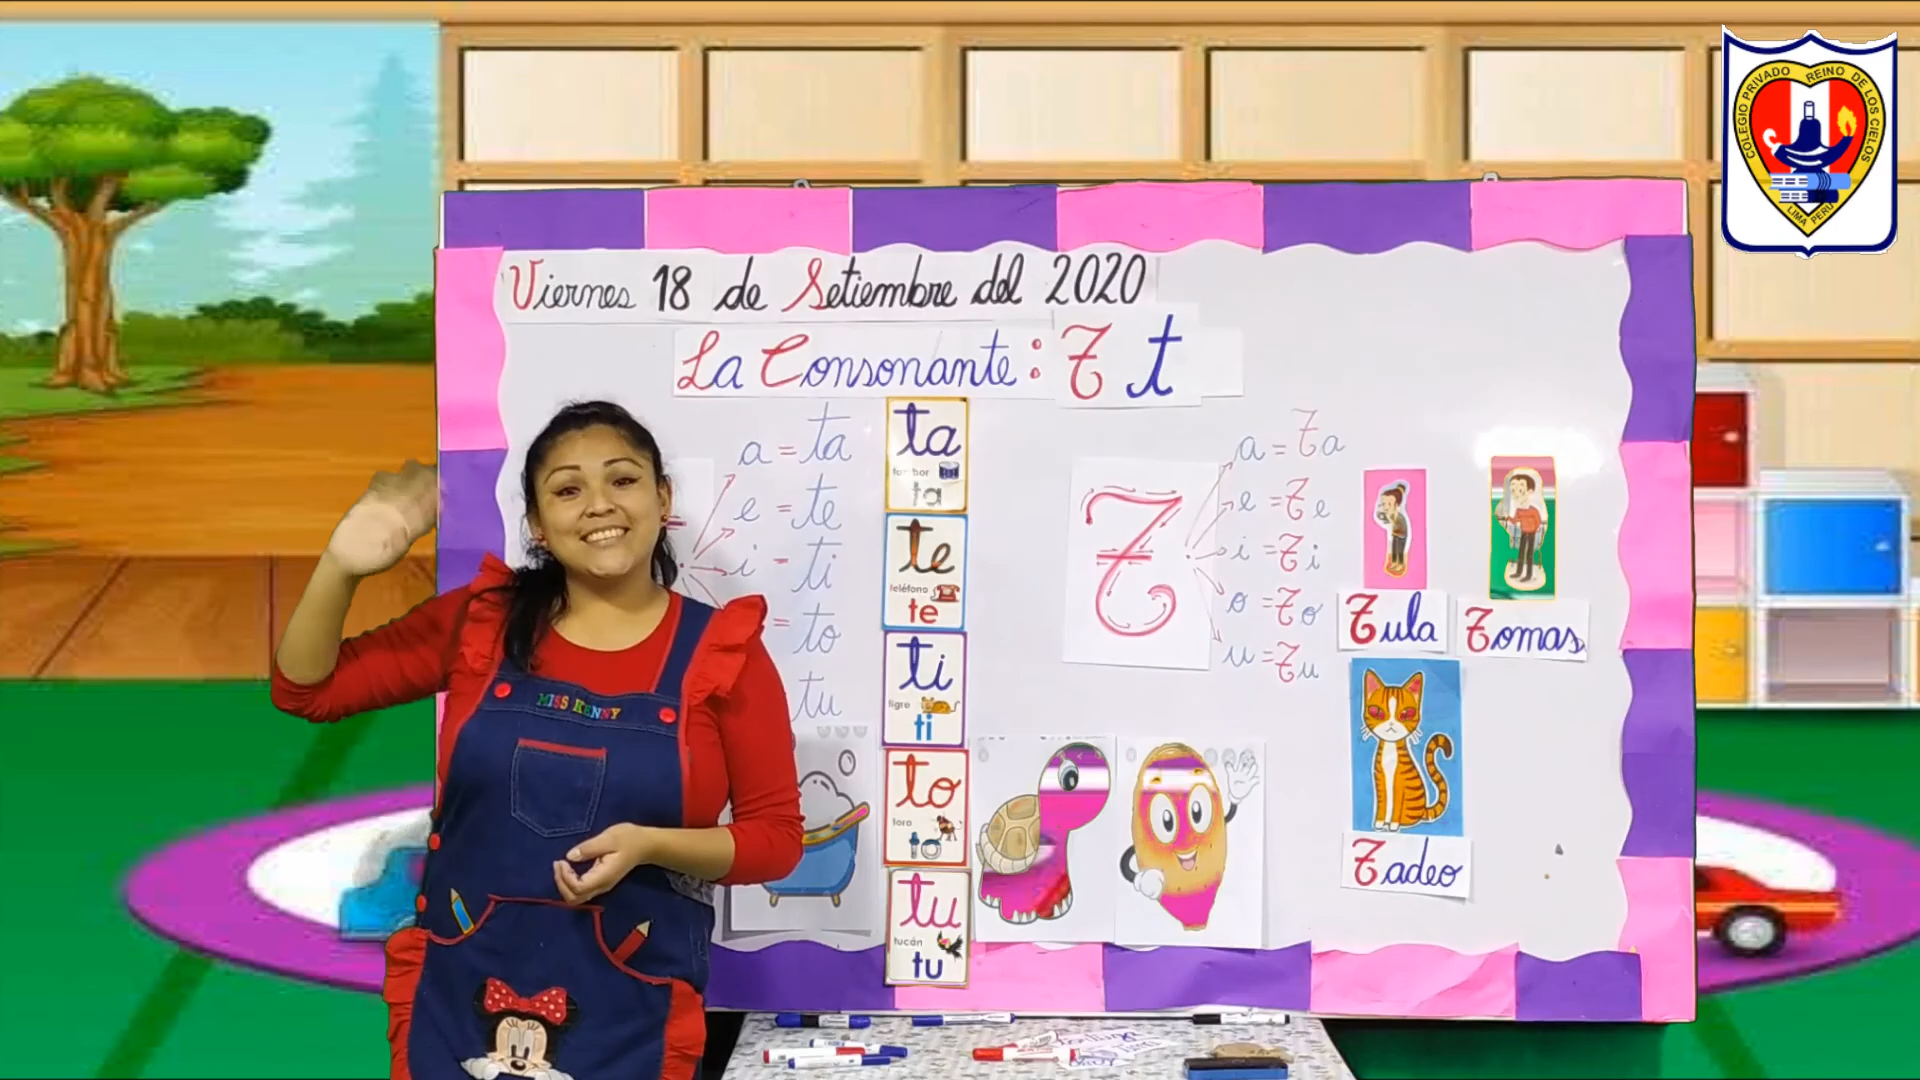 COLEGIO PRIVADO REINO DE LOS CIELOS
LIMA PERÚ
Viernes 18 de Setiembre del 2020
La Consonante : T t
a = ta
e = te
i - ti
= to
tu
ta
tambor
ta
te
teléfono
te
ti
tigre
ti
to
toro
to
tu
tucán
tu
T
a = Ta
e = Te
i = Ti
o = To
u = Tu
Tula
Tomas
Tadeo
MISS KENNY